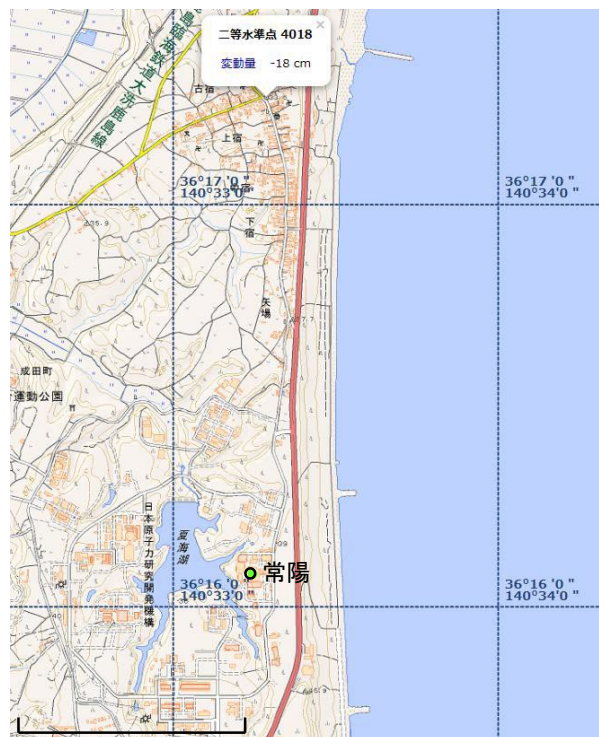 二等水準点 4018
×
変動量 -18 cm
臨海鉄道大洗鹿島線
古宿
上宿
36°17 '0 "
140°33 '0 "
36°17 '0 "
140°34 '0 "
下宿
矢場
成田町
運動公園
日本原子力研究開発機構
夏海湖
常陽
36°16 '0 "
140°33 '0 "
36°16 '0 "
140°34 '0 "